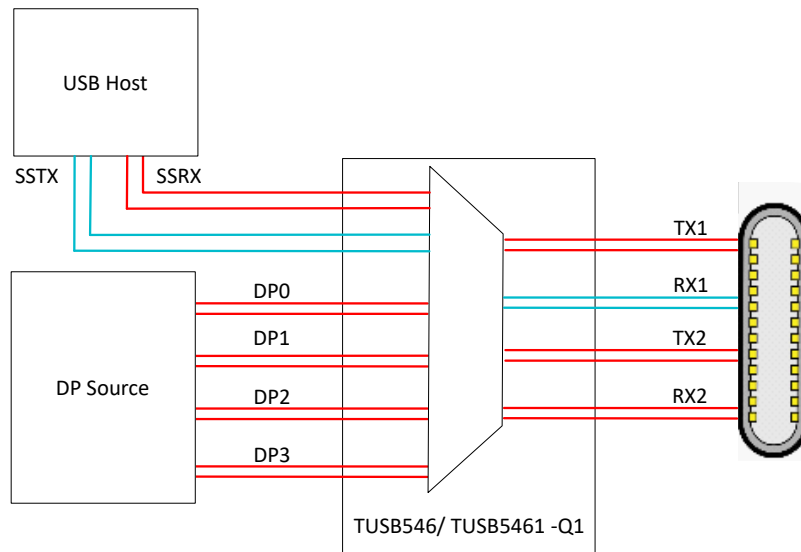 USB Host
SSTX
SSRX
TX1
DP0
RX1
DP1
TX2
DP Source
DP2
RX2
DP3
TUSB546/ TUSB5461 -Q1